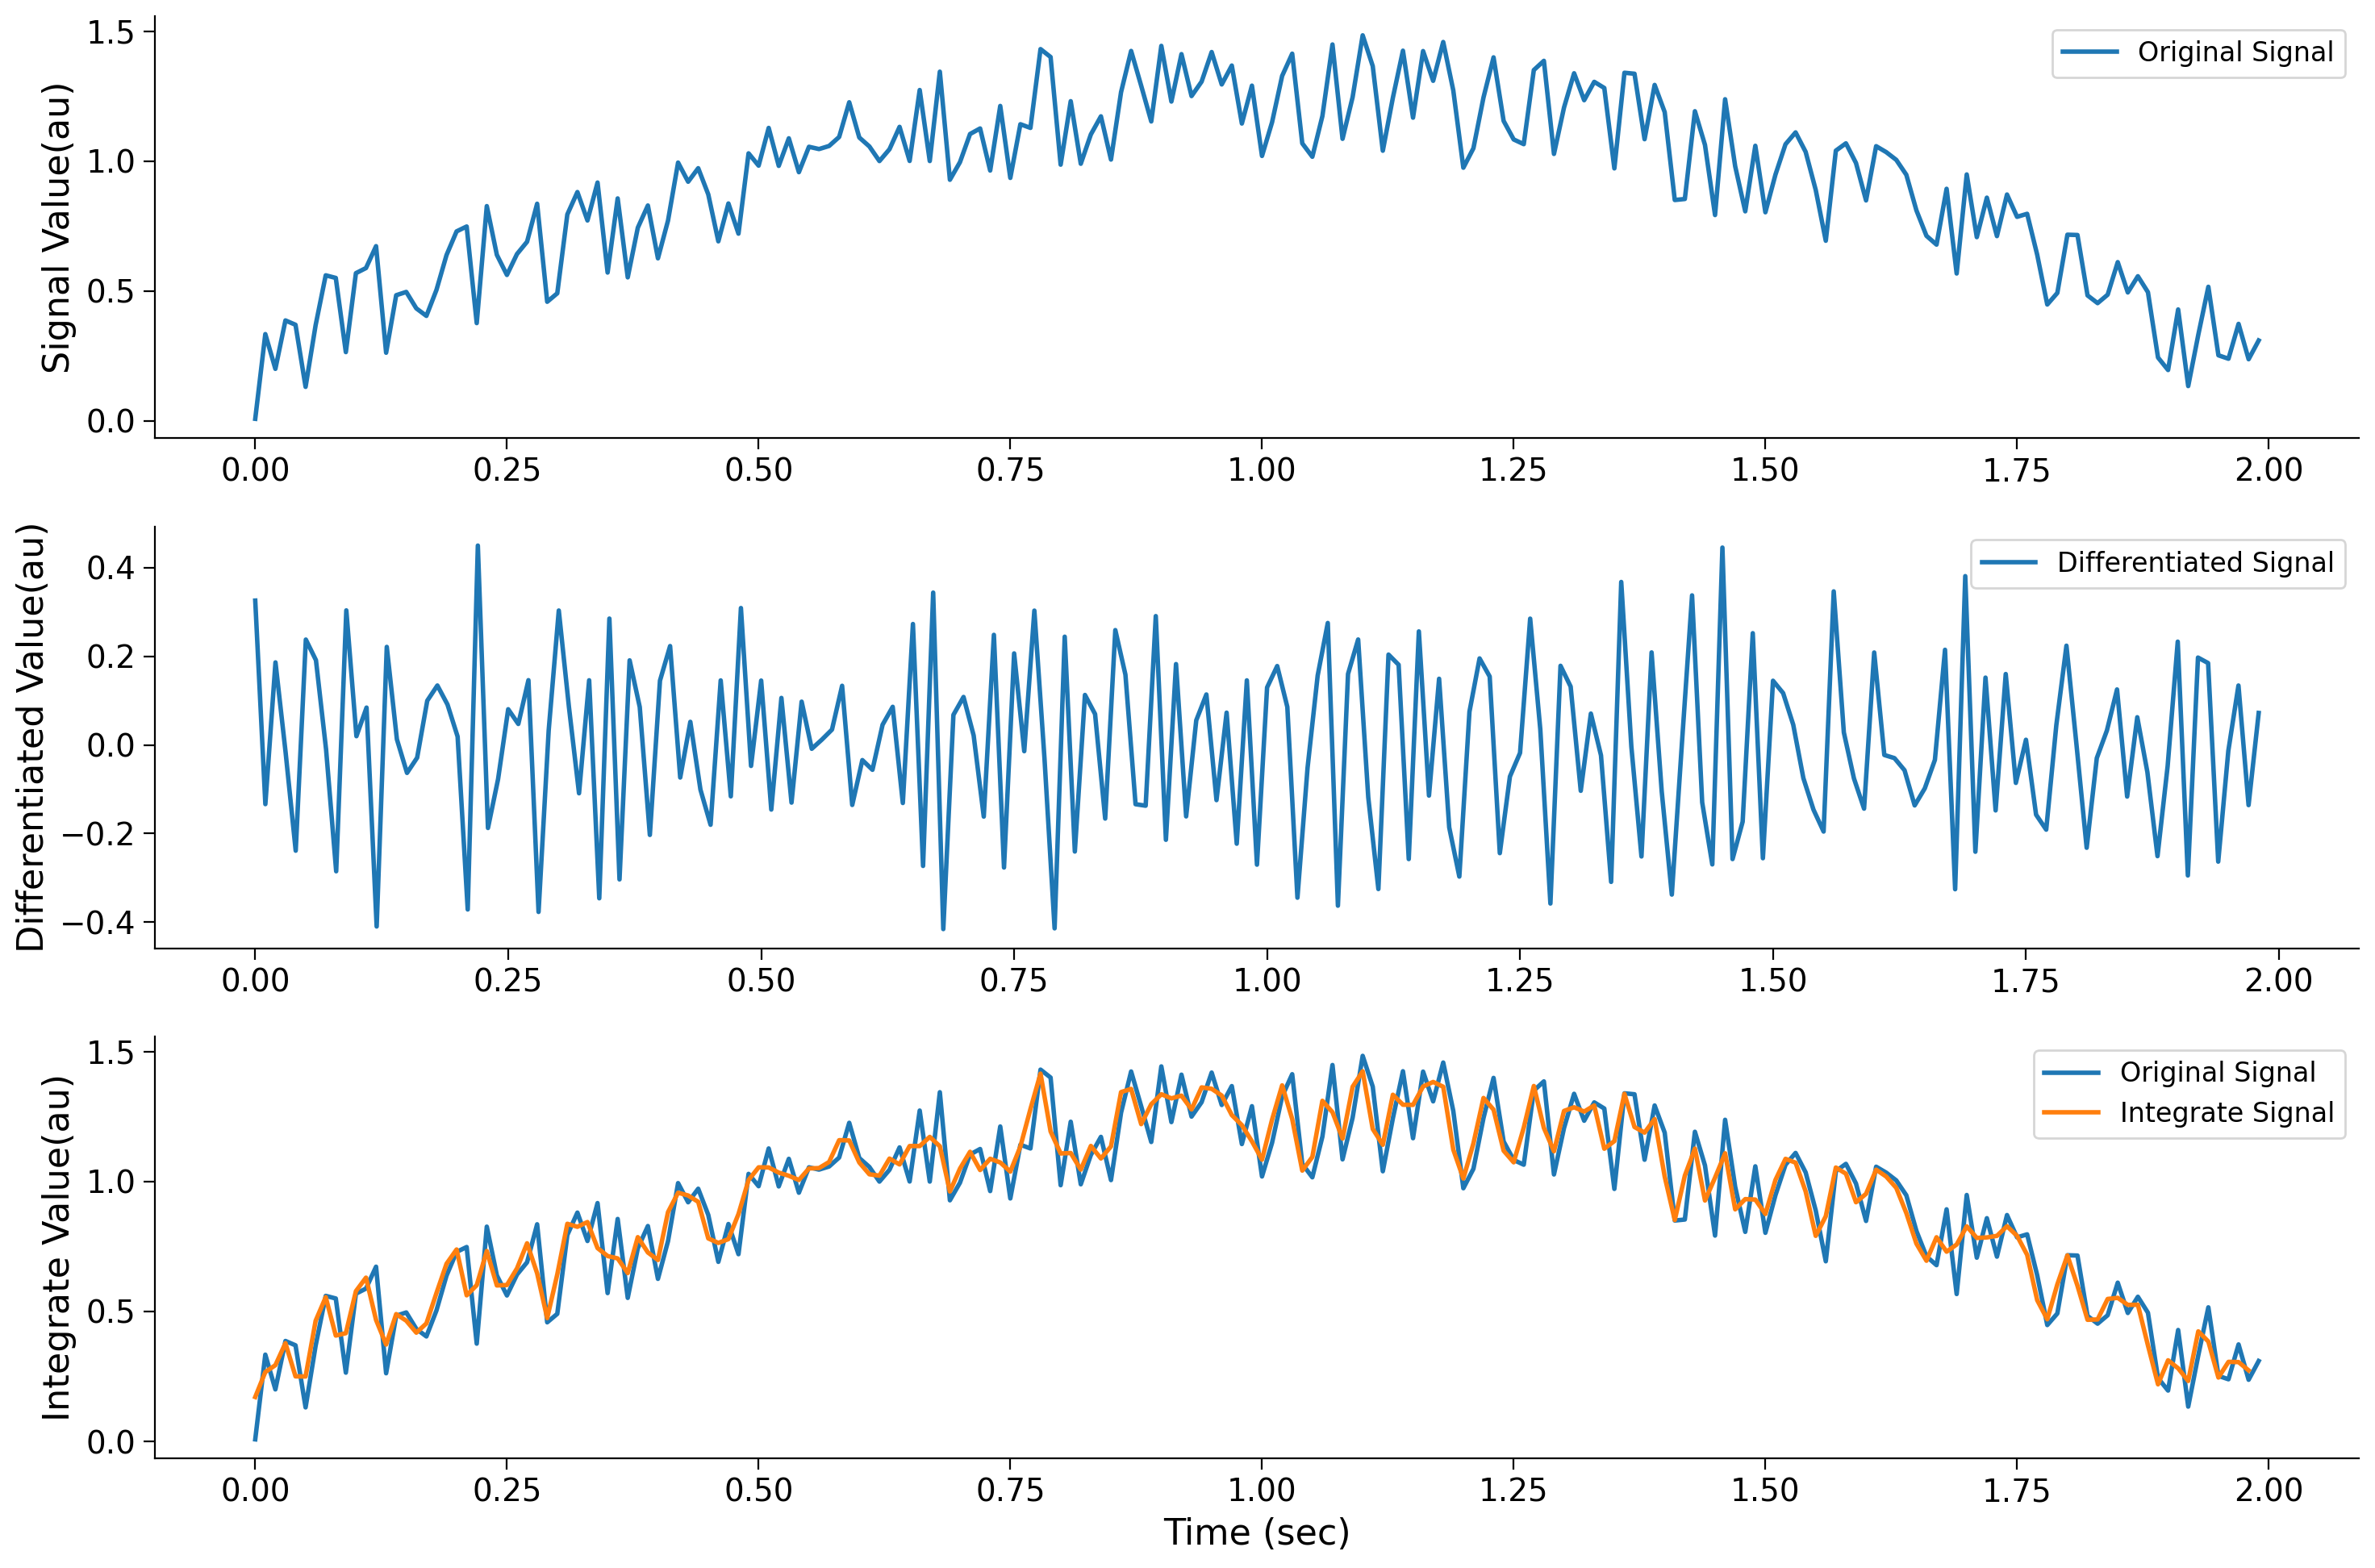 Signal Value(au)
1.5
1.0
0.5
0.0
Original Signal
0.00 0.25 0.50 0.75 1.00 1.25 1.50 1.75 2.00
Differentiated Value(au)
0.4
0.2
0.0
−0.2
−0.4
Differentiated Signal
0.00 0.25 0.50 0.75 1.00 1.25 1.50 1.75 2.00
Integrate Value(au)
1.5
1.0
0.5
0.0
Original Signal
Integrate Signal
0.00 0.25 0.50 0.75 1.00 1.25 1.50 1.75 2.00
Time (sec)